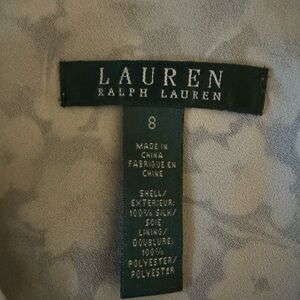 LAUREN
RALPH LAUREN
8
MADE IN
CHINA
FABRIQUE EN
CHINE
SHELL/
EXTERIEUR:
100% SILK/
SOIE
LINING/
DOUBLURE:
100%
POLYESTER/
POLYESTER